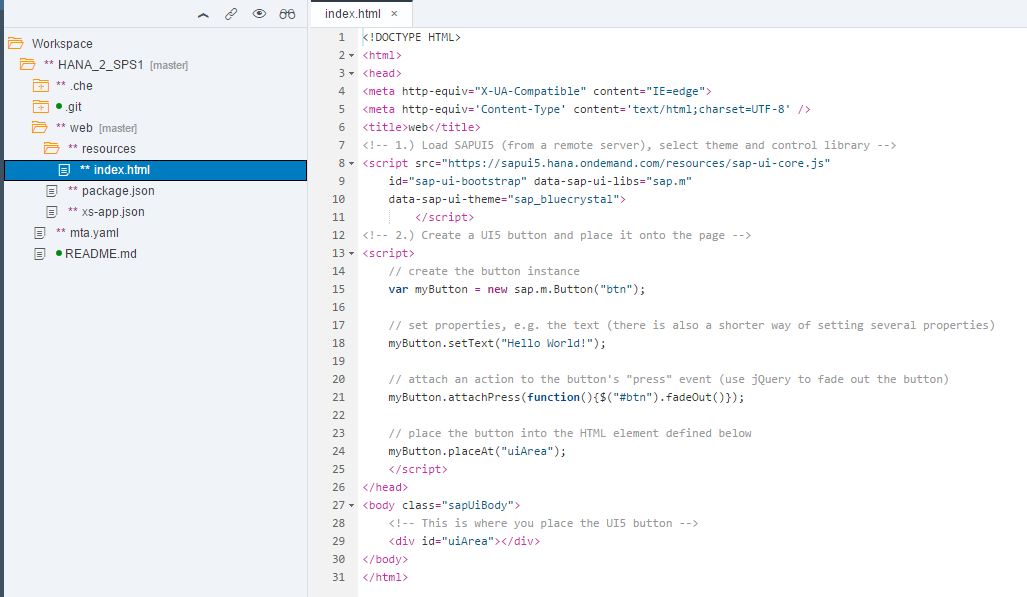 Workspace
** HANA_2_SPS1 [master]
** .che
.git
** web [master]
** resources
** index.html
** package.json
** xs-app.json
** mta.yaml
README.md
index.html ×
1 <!DOCTYPE HTML>
2 <html>
3 <head>
4 <meta http-equiv="X-UA-Compatible" content="IE=edge">
5 <meta http-equiv='Content-Type' content='text/html;charset=UTF-8' />
6 <title>web</title>
7 <!-- 1.) Load SAPUI5 (from a remote server), select theme and control library -->
8 <script src="https://sapui5.hana.ondemand.com/resources/sap-ui-core.js"
9     id="sap-ui-bootstrap" data-sap-ui-libs="sap.m"
10     data-sap-ui-theme="sap_bluecrystal">
11         </script>
12 <!-- 2.) Create a UI5 button and place it onto the page -->
13 <script>
14     // create the button instance
15     var myButton = new sap.m.Button("btn");
16
17     // set properties, e.g. the text (there is also a shorter way of setting several properties)
18     myButton.setText("Hello World!");
19
20     // attach an action to the button's "press" event (use jQuery to fade out the button)
21     myButton.attachPress(function(){$("#btn").fadeOut()});
22
23     // place the button into the HTML element defined below
24     myButton.placeAt("uiArea");
25     </script>
26 </head>
27 <body class="sapUiBody">
28     <!-- This is where you place the UI5 button -->
29     <div id="uiArea"></div>
30 </body>
31 </html>